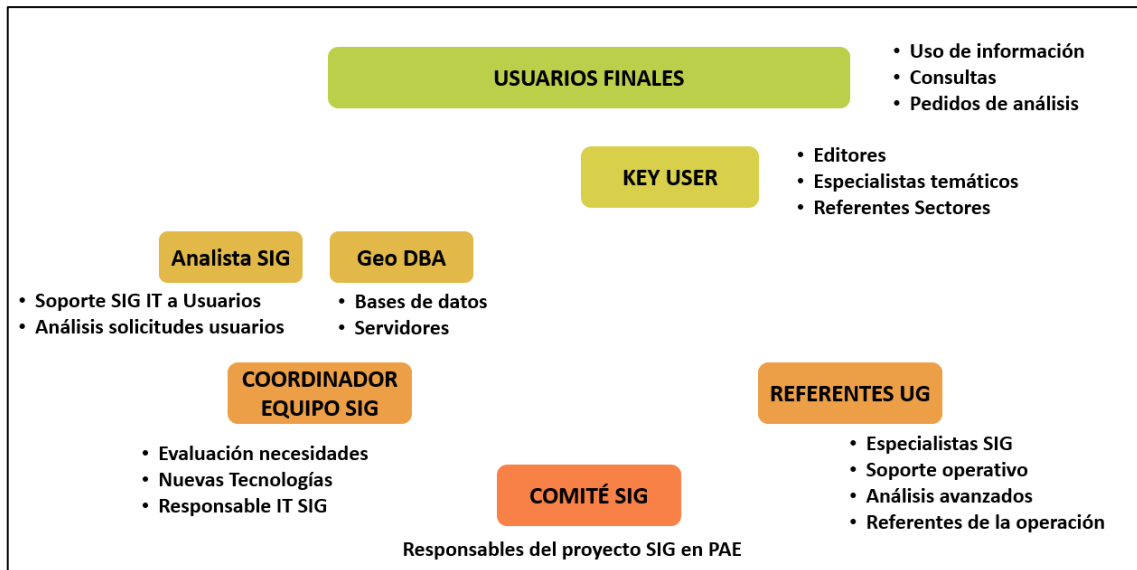 USUARIOS FINALES
• Uso de información
• Consultas
• Pedidos de análisis
KEY USER
• Editores
• Especialistas temáticos
• Referentes Sectores
Analista SIG
• Soporte SIG IT a Usuarios
• Análisis solicitudes usuarios
Geo DBA
• Bases de datos
• Servidores
COORDINADOR
EQUIPO SIG
• Evaluación necesidades
• Nuevas Tecnologías
• Responsable IT SIG
REFERENTES UG
• Especialistas SIG
• Soporte operativo
• Análisis avanzados
• Referentes de la operación
COMITÉ SIG
Responsables del proyecto SIG en PAE